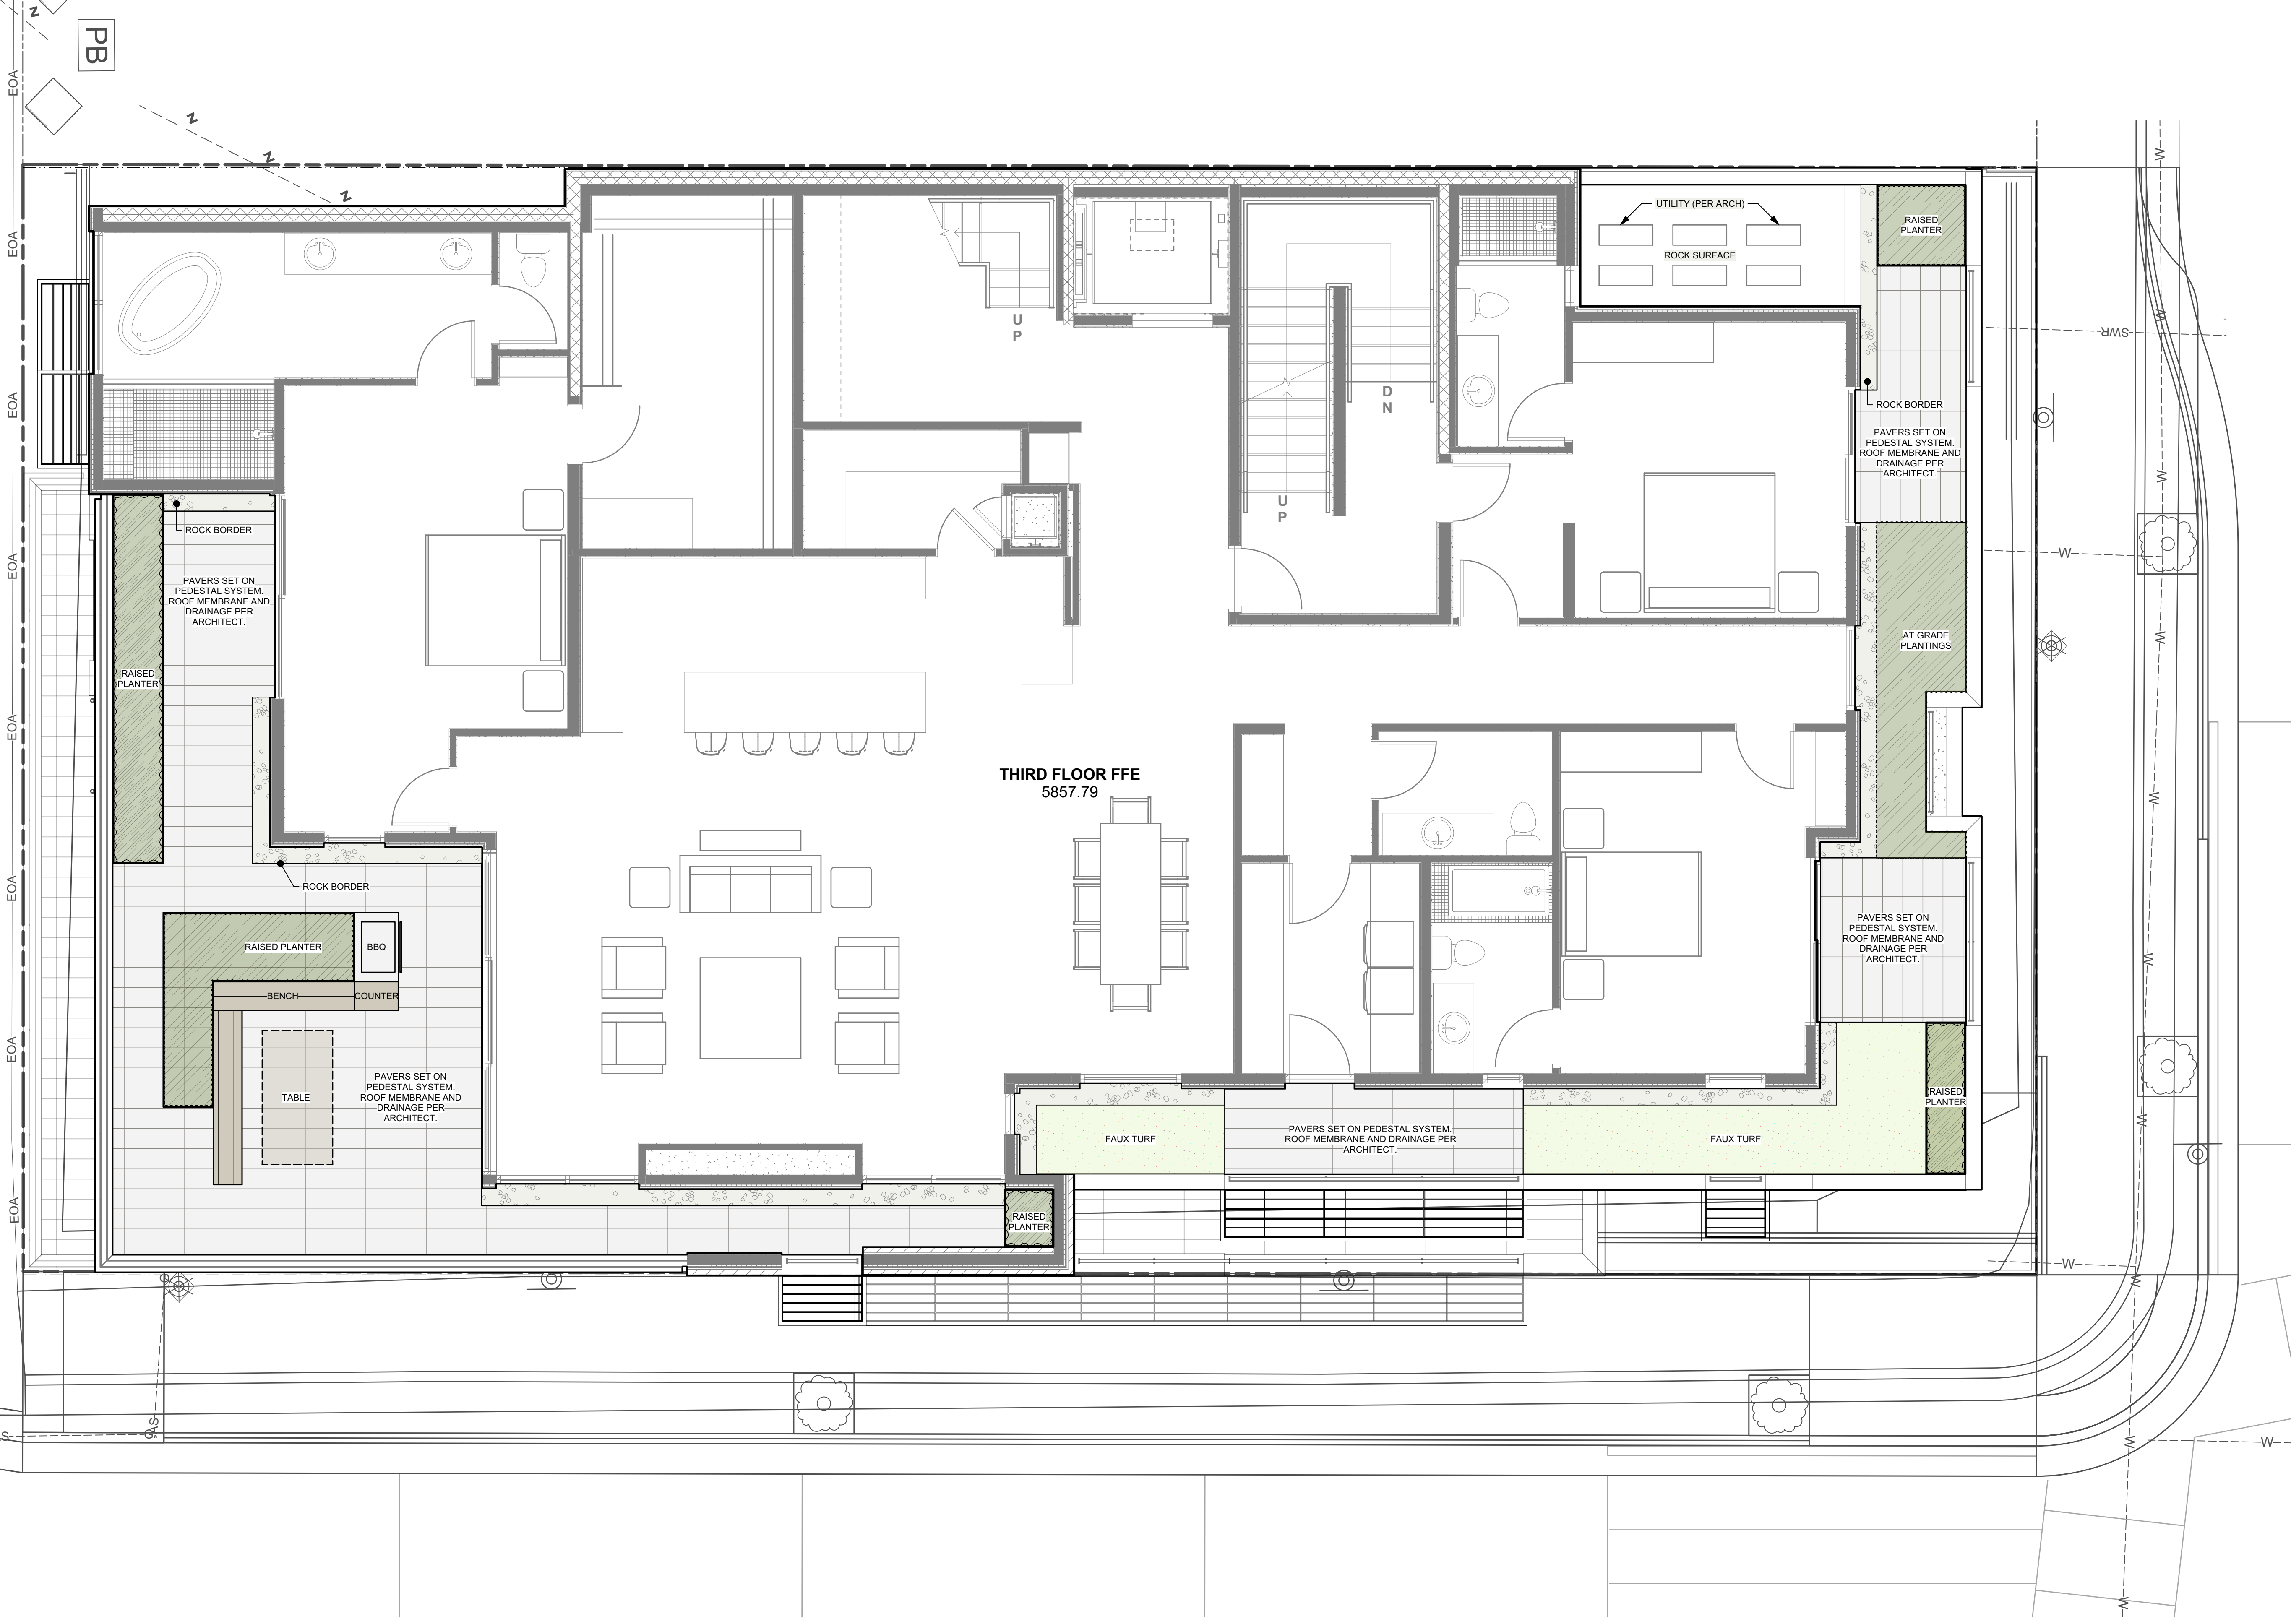 Z
PB
EOA
Z
Z
Z
W
UTILITY (PER ARCH)
ROCK SURFACE
RAISED
PLANTER
EOA
W
SWR
U
P
D
N
ROCK BORDER
EOA
PAVERS SET ON
PEDESTAL SYSTEM.
ROOF MEMBRANE AND
DRAINAGE PER
ARCHITECT.
W
U
P
ROCK BORDER
W
EOA
PAVERS SET ON
PEDESTAL SYSTEM.
ROOF MEMBRANE AND
DRAINAGE PER
ARCHITECT.
AT GRADE
PLANTINGS
W
RAISED
PLANTER
EOA
THIRD FLOOR FFE
5857.79
W
ROCK BORDER
EOA
RAISED PLANTER
BBQ
PAVERS SET ON
PEDESTAL SYSTEM.
ROOF MEMBRANE AND
DRAINAGE PER
ARCHITECT.
W
BENCH
COUNTER
EOA
PAVERS SET ON
PEDESTAL SYSTEM.
ROOF MEMBRANE AND
DRAINAGE PER
ARCHITECT.
TABLE
RAISED
PLANTER
W
FAUX TURF
PAVERS SET ON PEDESTAL SYSTEM.
ROOF MEMBRANE AND DRAINAGE PER
ARCHITECT.
FAUX TURF
EOA
RAISED
PLANTER
W
W
GAS
S
W
W
W